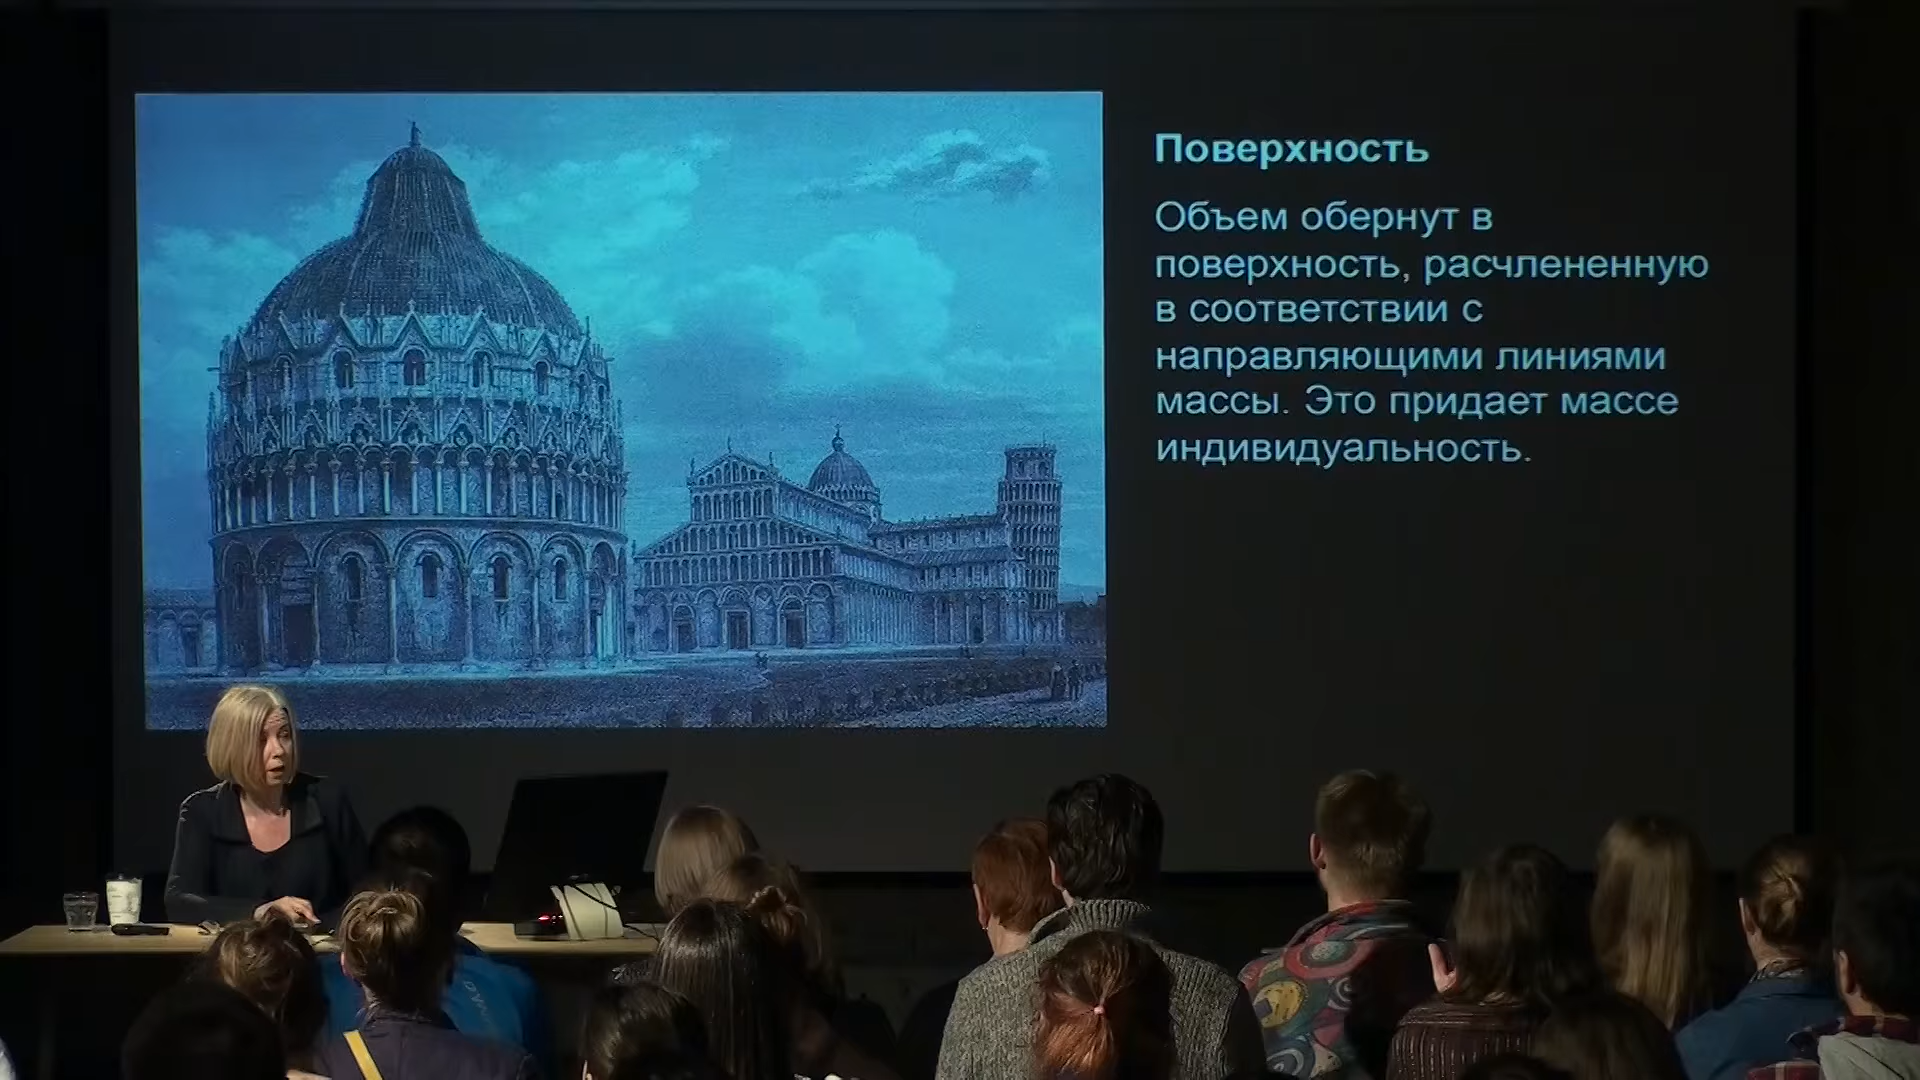 Поверхность
Объем обернут в
поверхность, расчлененную
в соответствии с
направляющими линиями
массы. Это придает массе
индивидуальность.